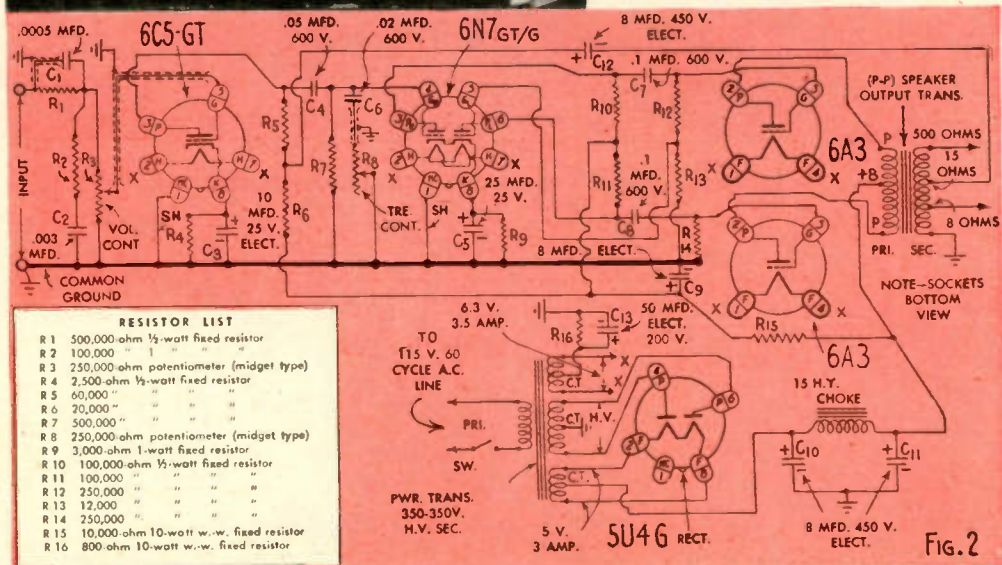 .0005 MFD.
6C5-GT
.05 MFD.
600 V.
.02 MFD.
600 V.
6N7 GT/G
8 MFD. 450 V.
ELECT.
C12
.1 MFD. 600 V.
C7
(P-P) SPEAKER
OUTPUT TRANS.
C1
R1
R2
R3
C2
.003
MFD.
INPUT
VOL.
CONT
COMMON
GROUND
SH
R4
C3
10
MFD.
25 V.
ELECT.
R5
R6
C4
R7
C6
R8
TRE.
CONT.
SH
25 MFD.
25 V.
C5
R9
8 MFD. ELECT.
R10
R11
.1
600 V.
C8
R12
R13
R
14
C9
6A3
6A3
R15
P
+B
P
PRI.
SEC.
500 OHMS
15
OHMS
8 OHMS
NOTE—SOCKETS
BOTTOM
VIEW
RESISTOR LIST
R 1 500,000-ohm ½-watt fixed resistor
R 2 100,000 " 1 " " "
R 3 250,000-ohm potentiometer (midget type)
R 4 2,500-ohm ½-watt fixed resistor
R 5 60,000 " " " "
R 6 20,000 " " " "
R 7 500,000 " " " "
R 8 250,000-ohm potentiometer (midget type)
R 9 3,000-ohm 1-watt fixed resistor
R 10 100,000-ohm ½-watt fixed resistor
R 11 100,000 " " " "
R 12 250,000 " " " "
R 13 12,000 " " " "
R 14 250,000 " " " "
R 15 10,000-ohm 10-watt w.-w. fixed resistor
R 16 800-ohm 10-watt w.-w. fixed resistor
TO
115 V. 60
CYCLE A.C.
LINE
PRI.
SW.
6.3 V.
3.5 AMP.
R16
C13
50 MFD.
ELECT.
200 V.
C.T.
C.T.
H.V.
C.T.
PWR. TRANS.
350-350V.
H.V. SEC.
5 V.
3 AMP.
5U4G RECT.
15 H.Y.
CHOKE
C10
C11
8 MFD. 450 V.
ELECT.
FIG. 2